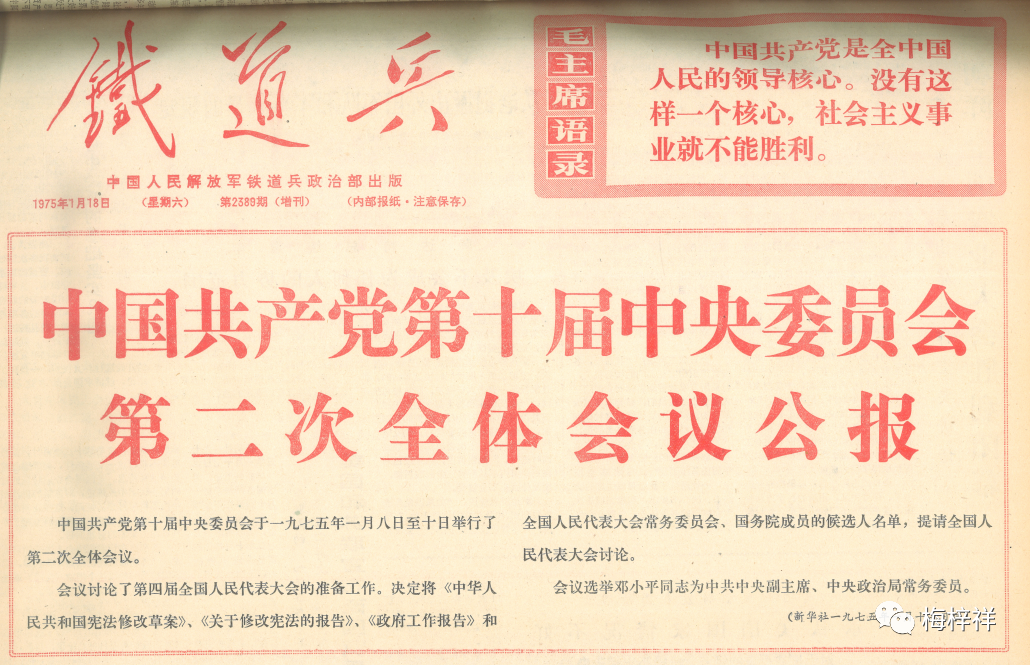 鐵道兵
中国人民解放军铁道兵政治部出版
1975年1月18日 （星期六） 第2389期（增刊） （内部报纸·注意保存）
毛主席语录
中国共产党是全中国
人民的领导核心。没有这
样一个核心，社会主义事
业就不能胜利。
中国共产党第十届中央委员会
第二次全体会议公报
中国共产党第十届中央委员会于一九七五年一月八日至十日举行了
第二次全体会议。
会议讨论了第四届全国人民代表大会的准备工作。决定将《中华人
民共和国宪法修改草案》、《关于修改宪法的报告》、《政府工作报告》和
全国人民代表大会常务委员会、国务院成员的候选人名单，提请全国人
民代表大会讨论。
会议选举邓小平同志为中共中央副主席、中央政治局常务委员。
（新华社一九七五
梅梓祥